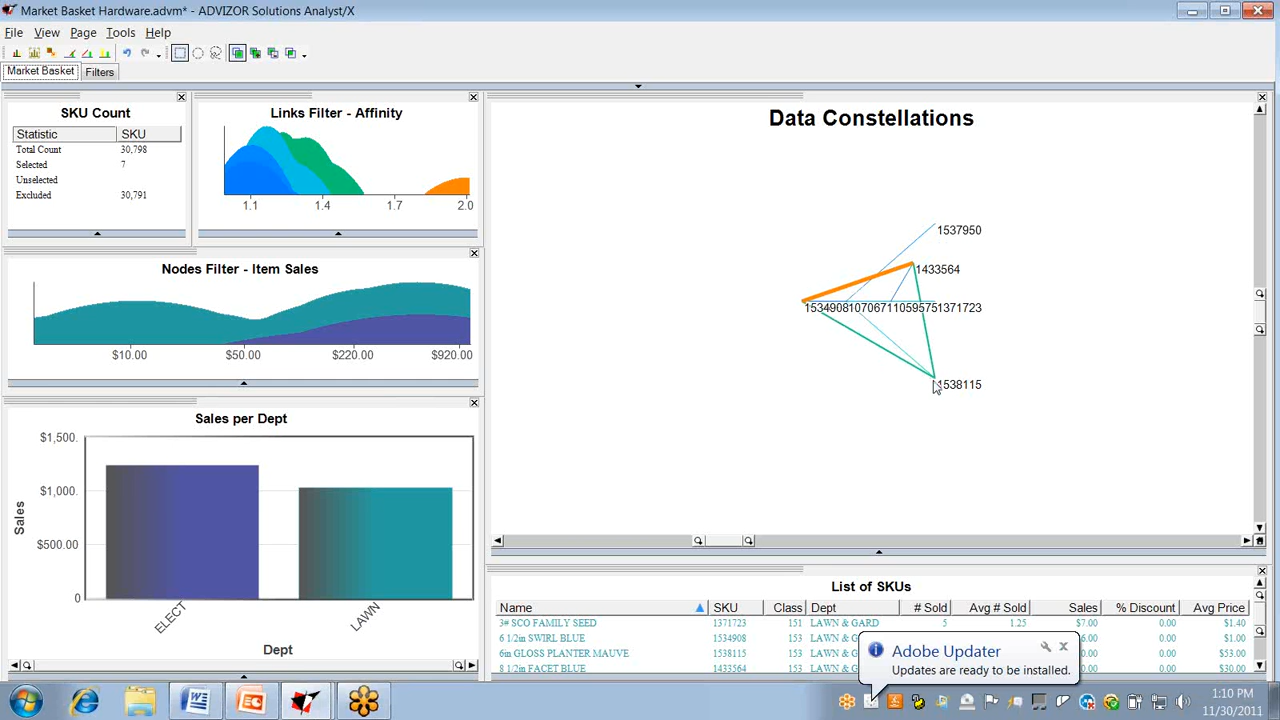 Market Basket Hardware.advm* - ADVIZOR Solutions Analyst/X
File View Page Tools Help
Market Basket Filters
SKU Count
Statistic SKU
Total Count 30,798
Selected 7
Unselected
Excluded 30,791
Links Filter - Affinity
1.1 1.4 1.7 2.0
Nodes Filter - Item Sales
$10.00 $50.00 $220.00 $920.00
Sales per Dept
$1,500.
$1,000.
$500.00
0
Sales
ELECT LAWN
Dept
Data Constellations
1537950
1433564
1534908107067110595751371723
1538115
List of SKUs
Name SKU Class Dept # Sold Avg # Sold Sales % Discount Avg Price
3# SCO FAMILY SEED 1371723 151 LAWN & GARD 5 1.25 $7.00 0.00 $1.40
6 1/2in SWIRL BLUE 1534908 153 LAWN & G 6.00 0.00 $1.00
6in GLOSS PLANTER MAUVE 1538115 153 LAWN & G 0.00 $53.00
8 1/2in FACET BLUE 1433564 153 LAWN & G 0.00 $30.00
Adobe Updater
Updates are ready to be installed.
1:10 PM
11/30/2011